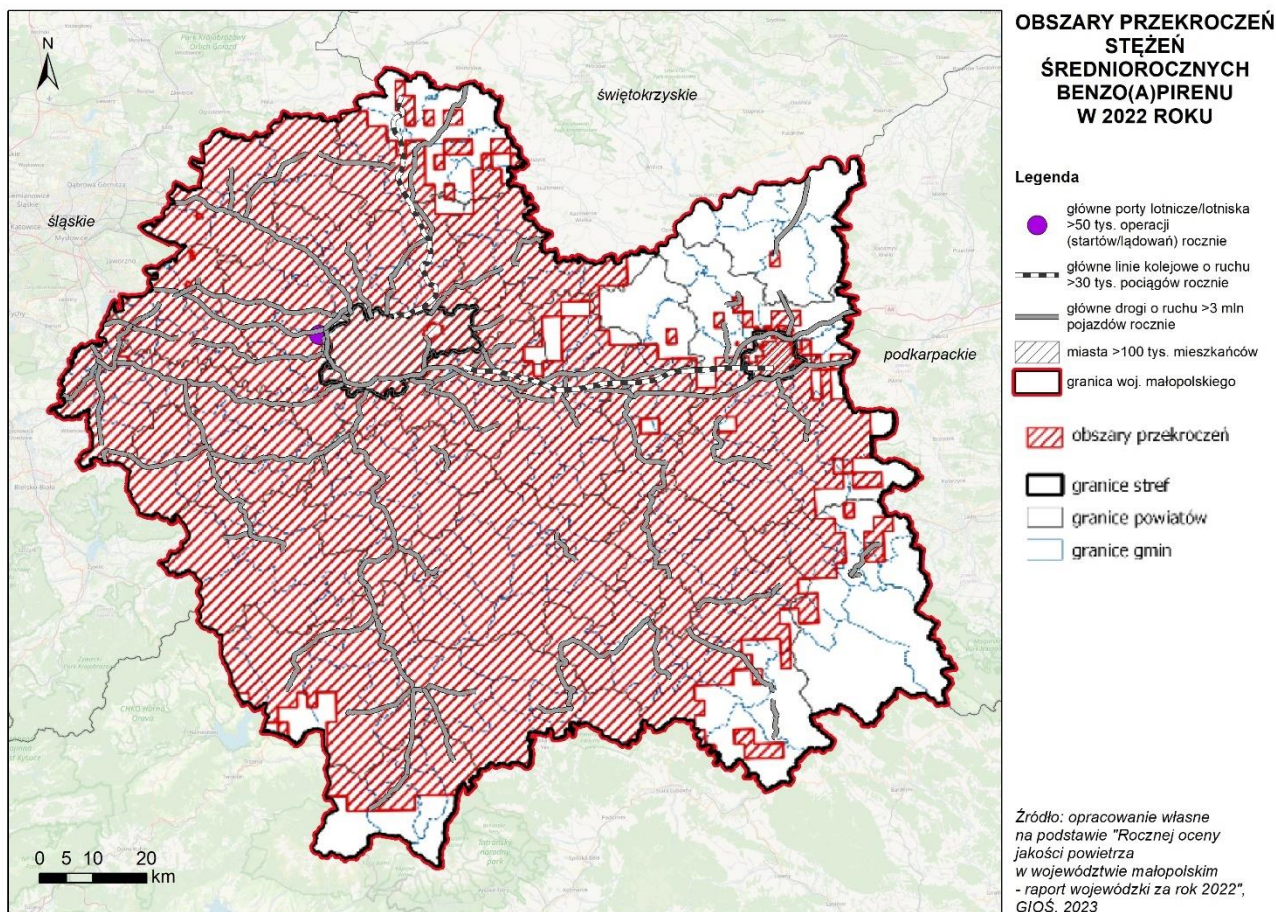 OBSZARY PRZEKROCZEŃ
STĘŻEŃ
ŚREDNIOROCZNYCH
BENZO(A)PIRENU
W 2022 ROKU
N
świętokrzyskie
śląskie
podkarpackie
Legenda
główne porty lotnicze/lotniska
>50 tys. operacji
(startów/lądowań) rocznie
główne linie kolejowe o ruchu
>30 tys. pociągów rocznie
główne drogi o ruchu >3 mln
pojazdów rocznie
miasta >100 tys. mieszkańców
granica woj. małopolskiego
obszary przekroczeń
granice stref
granice powiatów
granice gmin
0 5 10 20
km
Źródło: opracowanie własne
na podstawie "Rocznej oceny
jakości powietrza
w województwie małopolskim
- raport wojewódzki za rok 2022",
GIOŚ, 2023